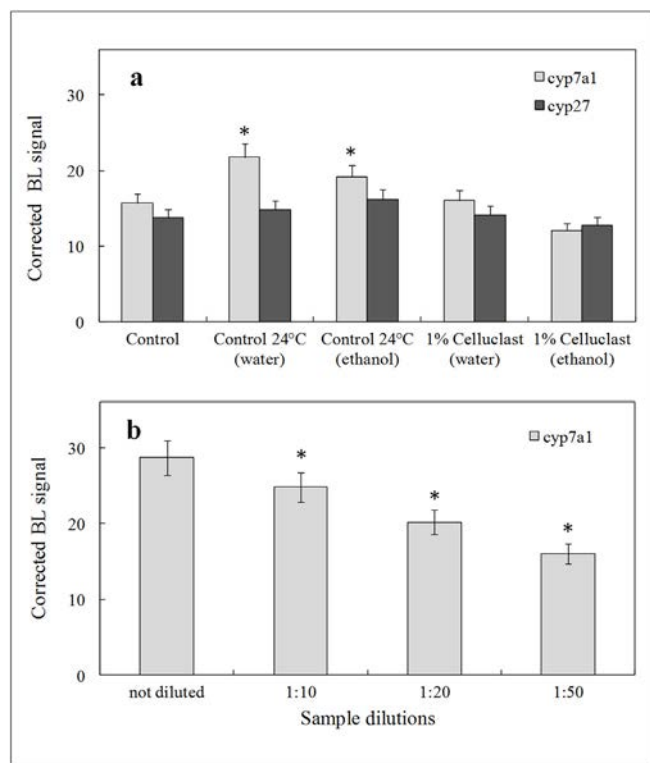 a
cyp7a1
cyp27
Corrected BL signal
30
20
10
0
*
*
Control
Control 24°C
(water)
Control 24°C
(ethanol)
1% Celluclast
(water)
1% Celluclast
(ethanol)
b
cyp7a1
Corrected BL signal
30
20
10
0
*
*
*
not diluted
1:10
1:20
1:50
Sample dilutions